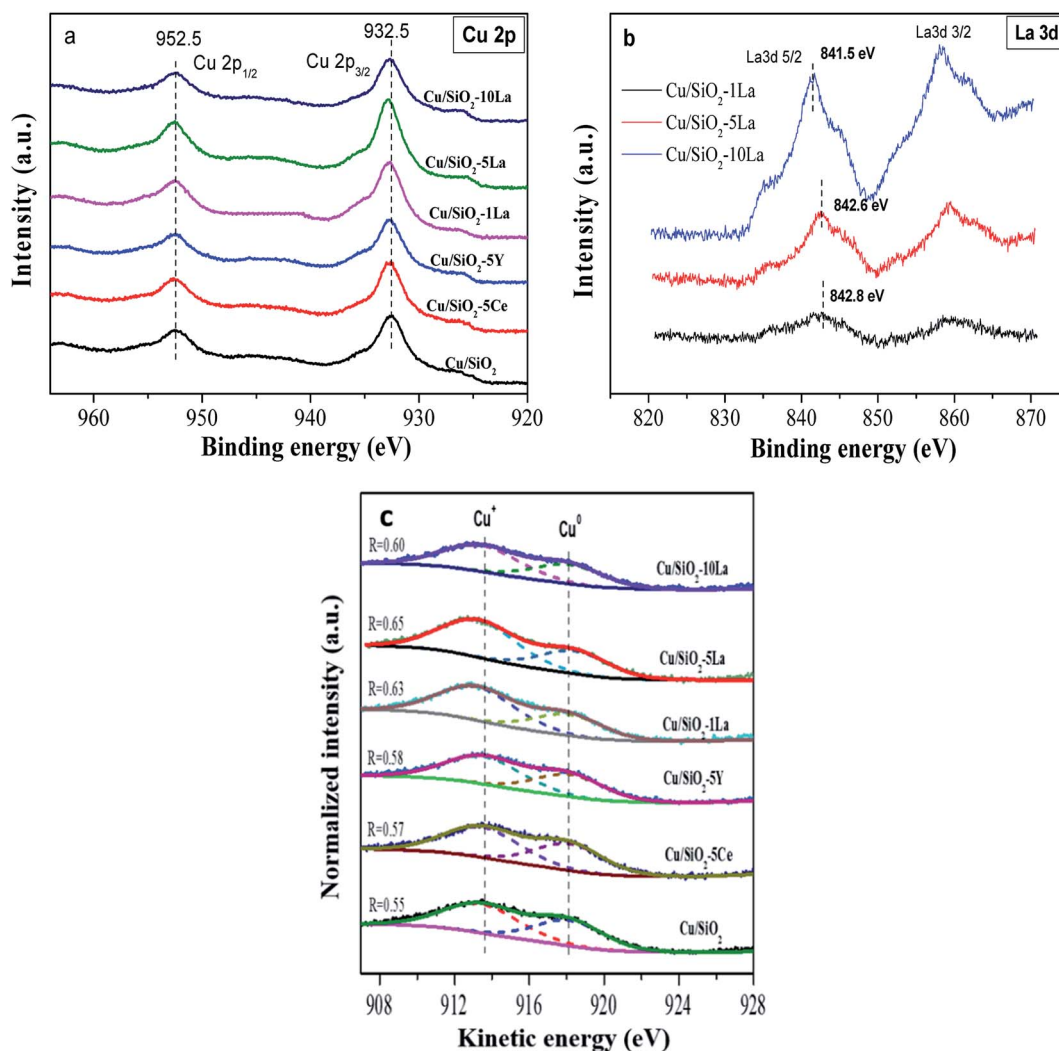 a
952.5
932.5
Cu 2p
Cu 2p1/2
Cu 2p3/2
Cu/SiO2-10La
Cu/SiO2-5La
Cu/SiO2-1La
Cu/SiO2-5Y
Cu/SiO2-5Ce
Cu/SiO2
Intensity (a.u.)
960 950 940 930 920
Binding energy (eV)
b
La 3d
La3d 5/2
841.5 eV
La3d 3/2
Cu/SiO2-1La
Cu/SiO2-5La
Cu/SiO2-10La
842.6 eV
842.8 eV
Intensity (a.u.)
820 830 840 850 860 870
Binding energy (eV)
c
Cu+
Cu0
R=0.60
Cu/SiO2-10La
R=0.65
Cu/SiO2-5La
R=0.63
Cu/SiO2-1La
R=0.58
Cu/SiO2-5Y
R=0.57
Cu/SiO2-5Ce
R=0.55
Cu/SiO2
Normalized intensity (a.u.)
908 912 916 920 924 928
Kinetic energy (eV)